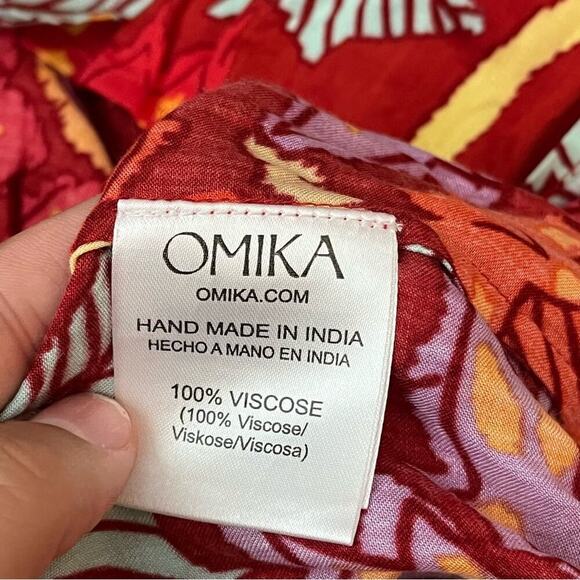 OMIKA
OMIKA.COM
HAND MADE IN INDIA
HECHO A MANO EN INDIA
100% VISCOSE
(100% Viscose/
Viskose/Viscosa)